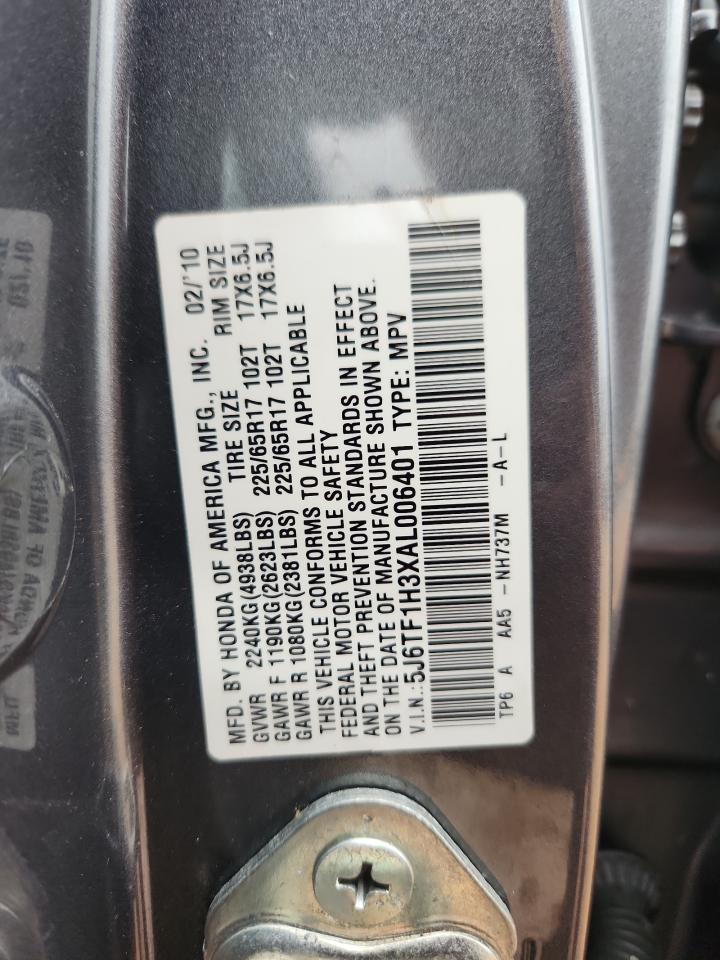 MFD. BY HONDA OF AMERICA MFG., INC. 02/'10
GVWR 2240KG(4938LBS) TIRE SIZE RIM SIZE
GAWR F 1190KG(2623LBS) 225/65R17 102T 17X6.5J
GAWR R 1080KG(2381LBS) 225/65R17 102T 17X6.5J
THIS VEHICLE CONFORMS TO ALL APPLICABLE
FEDERAL MOTOR VEHICLE SAFETY
AND THEFT PREVENTION STANDARDS IN EFFECT
ON THE DATE OF MANUFACTURE SHOWN ABOVE.
V.I.N.:5J6TF1H3XAL006401 TYPE: MPV
TP6 A AA5 -NH737M -A-L